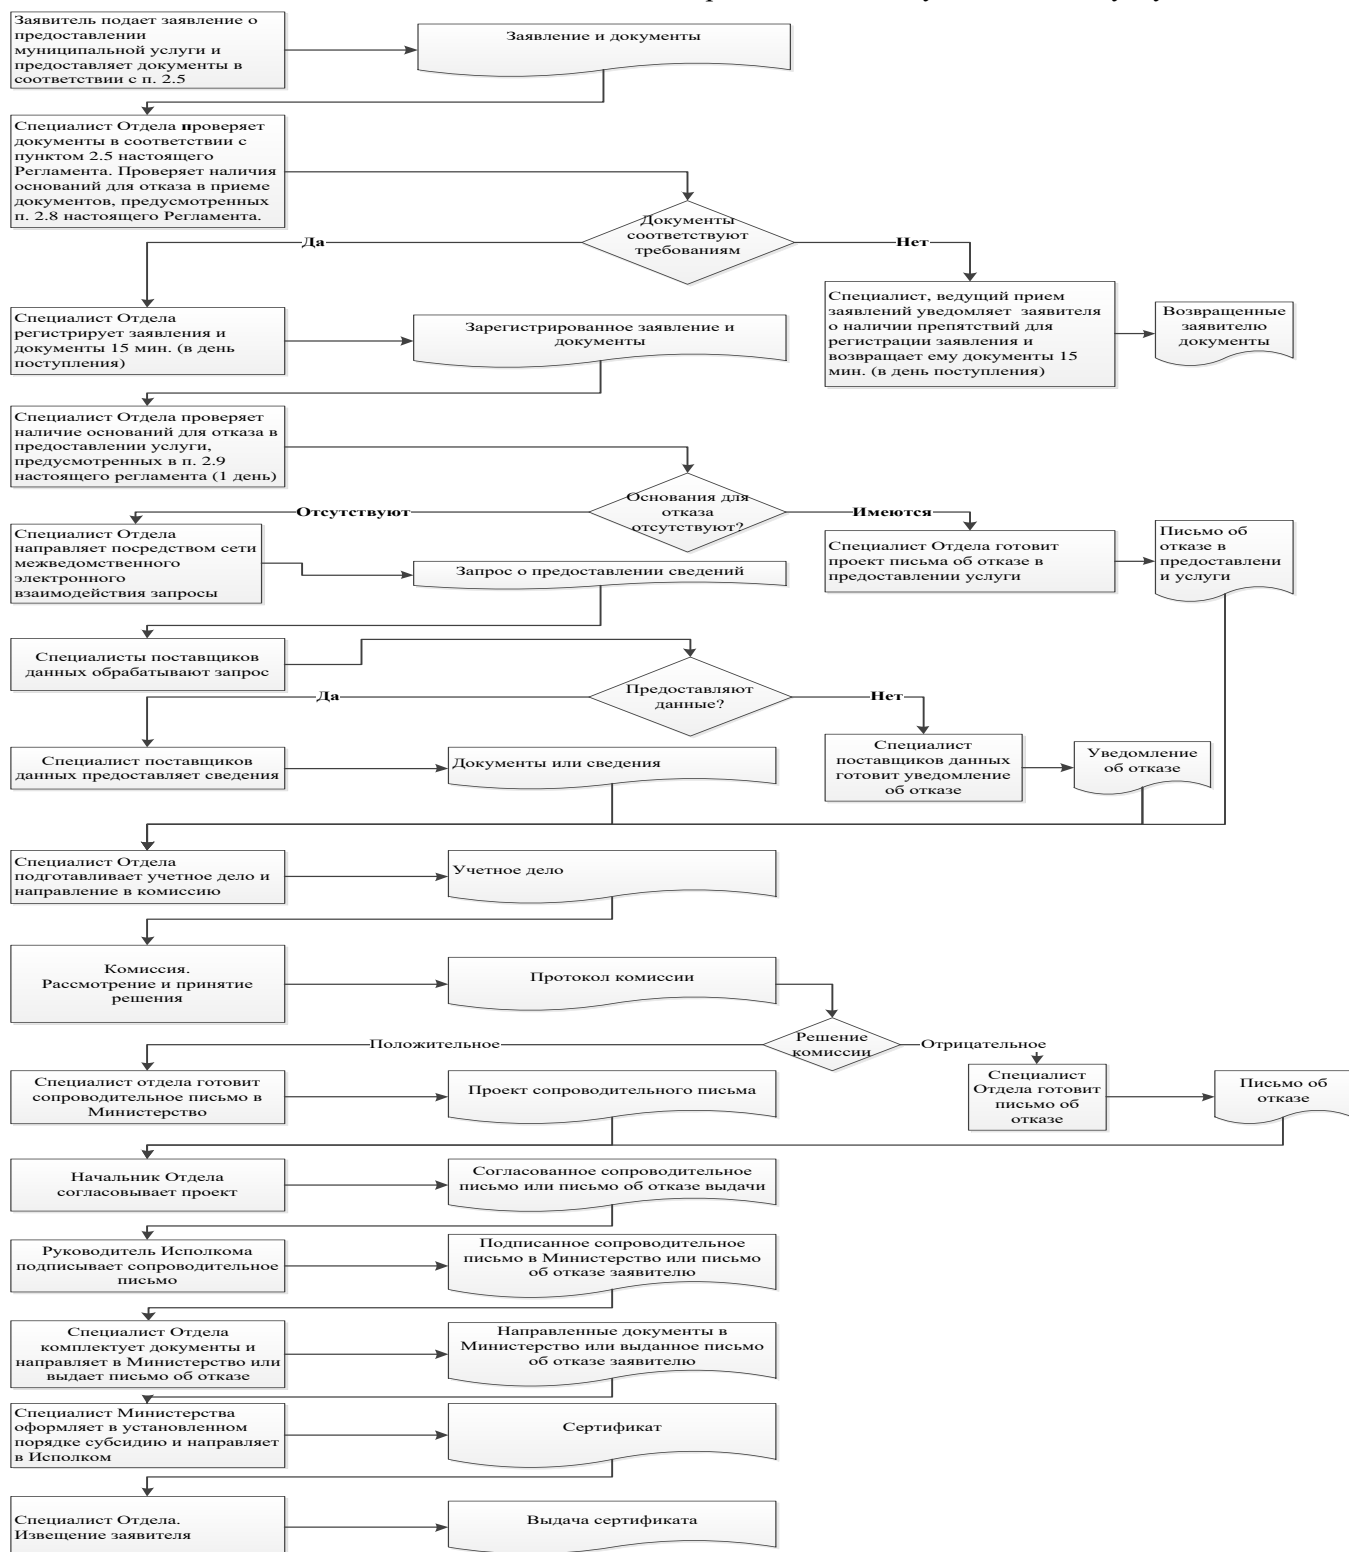 Заявитель подает заявление о
предоставлении
муниципальной услуги и
предоставляет документы в
соответствии с п. 2.5
Заявление и документы
Специалист Отдела проверяет
документы в соответствии с
пунктом 2.5 настоящего
Регламента. Проверяет наличия
оснований для отказа в приеме
документов, предусмотренных
п. 2.8 настоящего Регламента.
Документы
соответствуют
требованиям
Да
Нет
Специалист Отдела
регистрирует заявления и
документы 15 мин. (в день
поступления)
Зарегистрированное заявление и
документы
Специалист, ведущий прием
заявлений уведомляет заявителя
о наличии препятствий для
регистрации заявления и
возвращает ему документы 15
мин. (в день поступления)
Возвращенные
заявителю
документы
Специалист Отдела проверяет
наличие оснований для отказа в
предоставлении услуги,
предусмотренных в п. 2.9
настоящего регламента (1 день)
Основания для
отказа
отсутствуют?
Отсутствуют
Имеются
Специалист Отдела
направляет посредством сети
межведомственного
электронного
взаимодействия запросы
Запрос о предоставлении сведений
Специалист Отдела готовит
проект письма об отказе в
предоставлении услуги
Письмо об
отказе в
предоставлени
и услуги
Специалисты поставщиков
данных обрабатывают запрос
Предоставляют
данные?
Да
Нет
Специалист поставщиков
данных предоставляет сведения
Документы или сведения
Специалист
поставщиков данных
готовит уведомление
об отказе
Уведомление
об отказе
Специалист Отдела
подготавливает учетное дело и
направление в комиссию
Учетное дело
Комиссия.
Рассмотрение и принятие
решения
Протокол комиссии
Решение
комиссии
Положительное
Отрицательное
Специалист отдела готовит
сопроводительное письмо в
Министерство
Проект сопроводительного письма
Специалист
Отдела готовит
письмо об
отказе
Письмо об
отказе
Начальник Отдела
согласовывает проект
Согласованное сопроводительное
письмо или письмо об отказе выдачи
Руководитель Исполкома
подписывает сопроводительное
письмо
Подписанное сопроводительное
письмо в Министерство или письмо
об отказе заявителю
Специалист Отдела
комплектует документы и
направляет в Министерство или
выдает письмо об отказе
Направленные документы в
Министерство или выданное письмо
об отказе заявителю
Специалист Министерства
оформляет в установленном
порядке субсидию и направляет
в Исполком
Сертификат
Специалист Отдела.
Извещение заявителя
Выдача сертификата